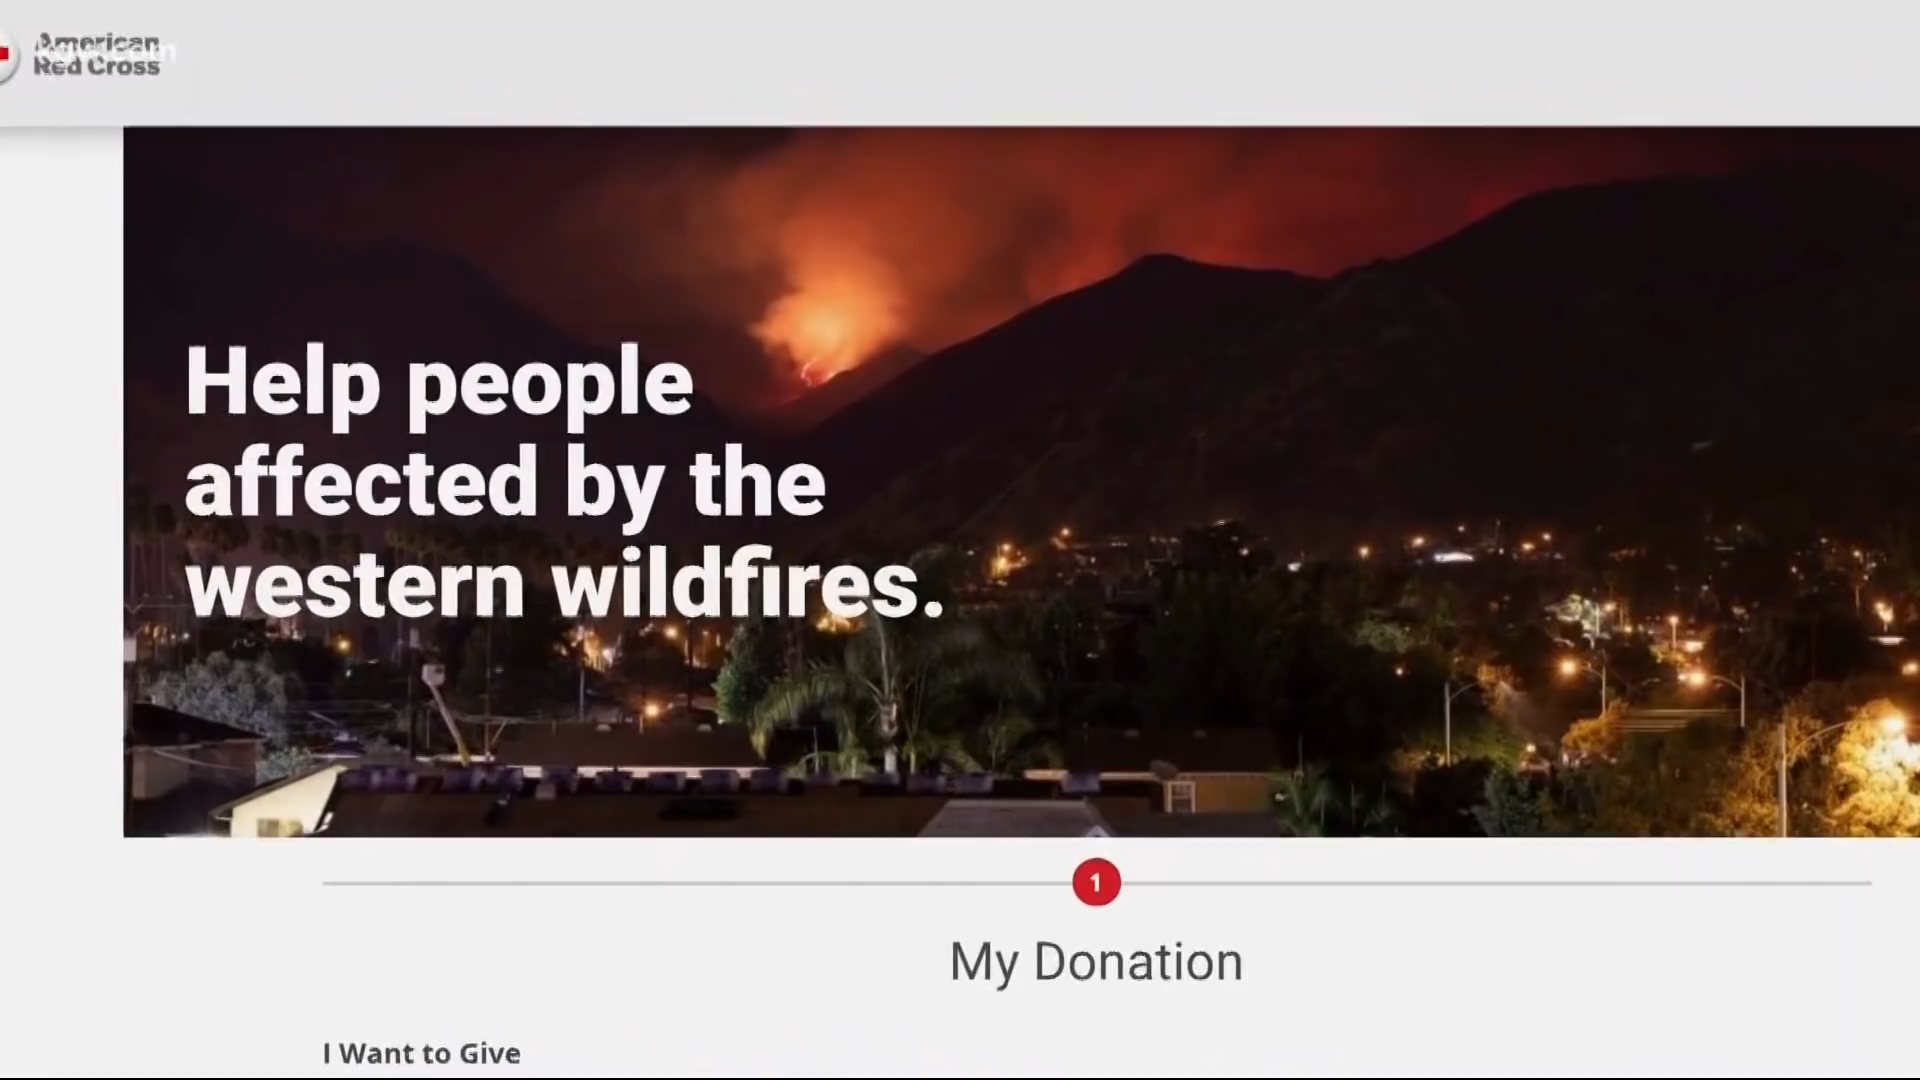 American
Red Cross
Help people
affected by the
western wildfires.
1
My Donation
I Want to Give